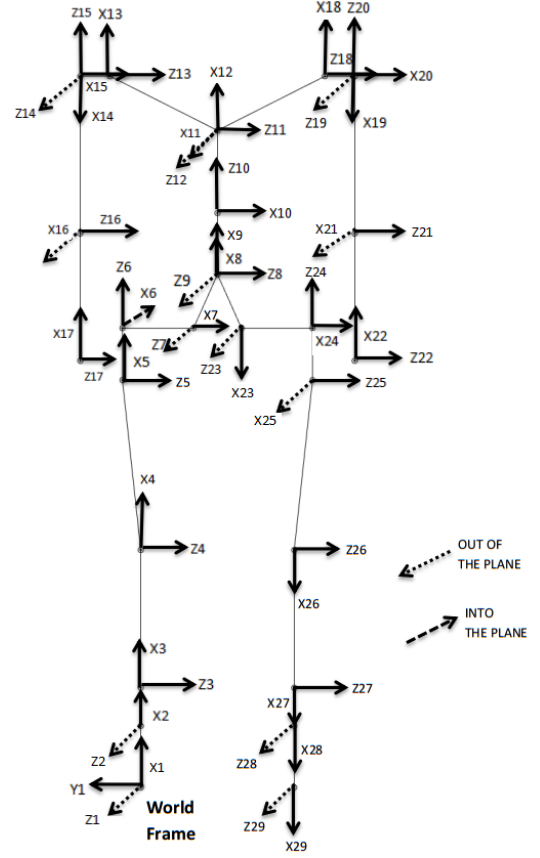 Z15 X13 X18 Z20
Z18
X15 Z13 X20
Z14 X14 X12 Z19 X19
X11 Z11
Z12
Z10
X16 Z16 X10 X21 Z21
X9
Z6 X8 Z24
X6 Z9 Z8
X17 X7 X22
Z7 X24
X5 Z23
Z17 Z5 X23 Z25 Z22
X25
X4
Z4 Z26
OUT OF
THE PLANE
X26
INTO
THE PLANE
X3
Z3 Z27
X27
X2
Z2 X28
Z28
X1
Y1
Z1 World
Frame
Z29
X29